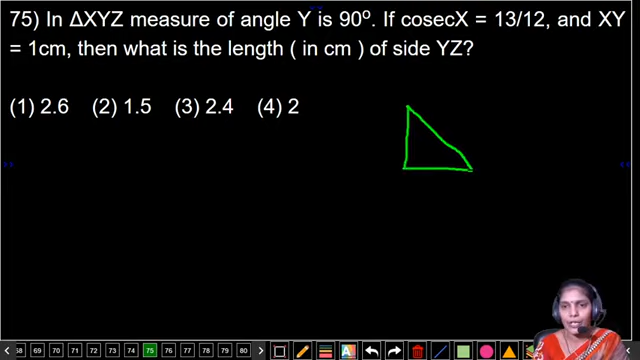 75) In ΔXYZ measure of angle Y is 90⁰. If cosecX = 13/12, and XY
= 1cm, then what is the length ( in cm ) of side YZ?
(1) 2.6 (2) 1.5 (3) 2.4 (4) 2
68 69 70 71 72 73 74 75 76 77 78 79 80
A